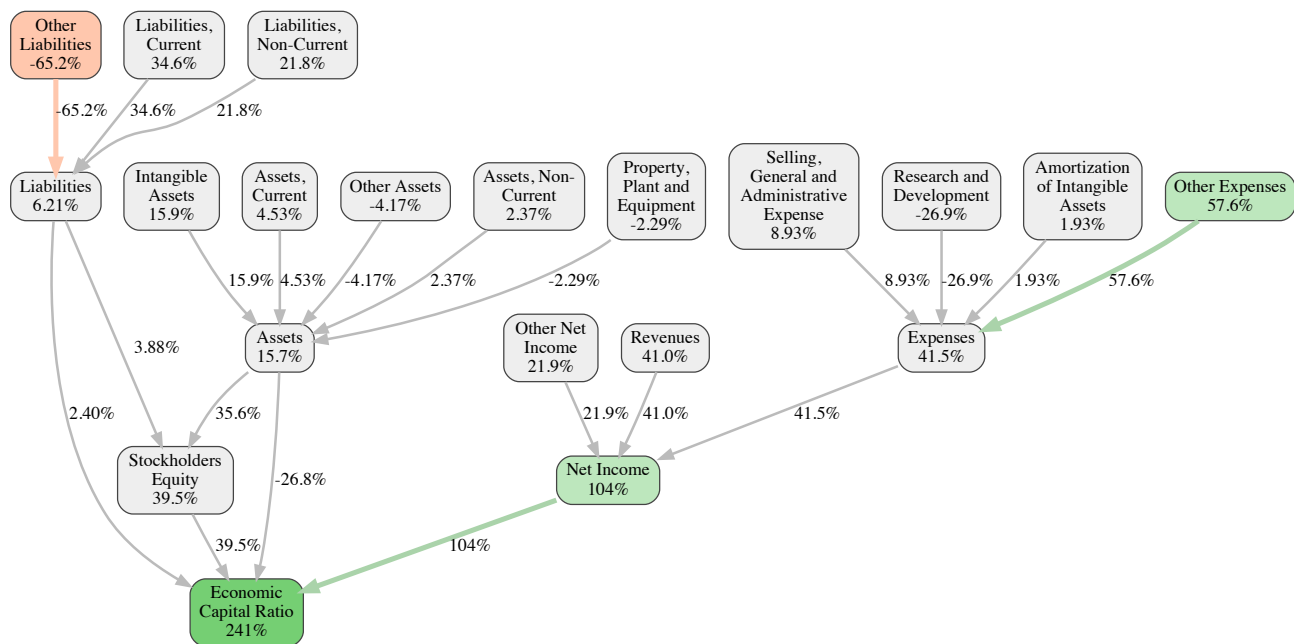 Other
Liabilities
-65.2%
Liabilities,
Current
34.6%
Liabilities,
Non-Current
21.8%
-65.2%
34.6%
21.8%
Liabilities
6.21%
Intangible
Assets
15.9%
Assets,
Current
4.53%
Other Assets
-4.17%
Assets, Non-
Current
2.37%
Property,
Plant and
Equipment
-2.29%
Selling,
General and
Administrative
Expense
8.93%
Research and
Development
-26.9%
Amortization
of Intangible
Assets
1.93%
Other Expenses
57.6%
15.9%
4.53%
-4.17%
2.37%
-2.29%
8.93%
-26.9%
1.93%
57.6%
3.88%
Assets
15.7%
Other Net
Income
21.9%
Revenues
41.0%
Expenses
41.5%
2.40%
35.6%
21.9%
41.0%
41.5%
Stockholders
Equity
39.5%
-26.8%
Net Income
104%
39.5%
104%
Economic
Capital Ratio
241%